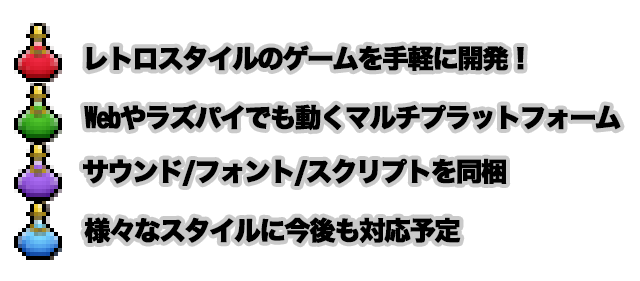 レトロスタイルのゲームを手軽に開発！
Webやラズパイでも動くマルチプラットフォーム
サウンド/フォント/スクリプトを同梱
様々なスタイルに今後も対応予定